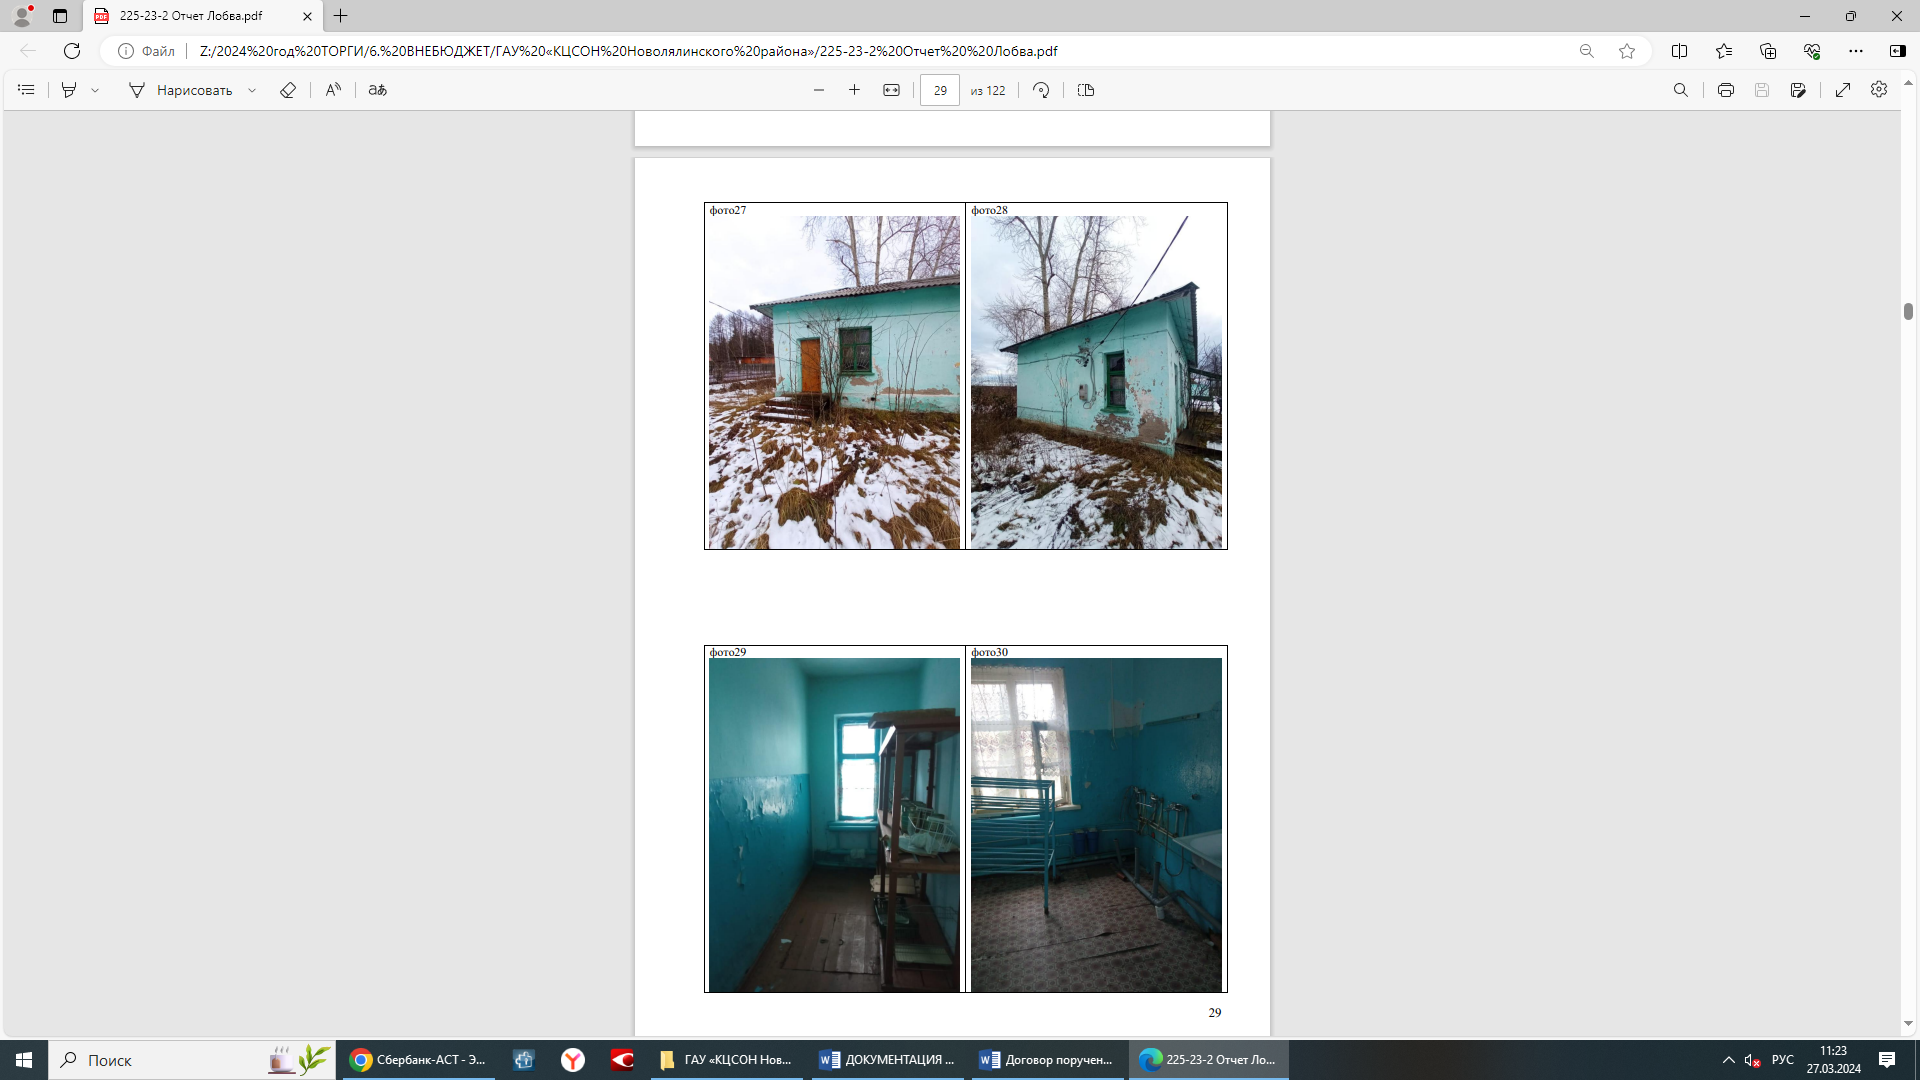 225-23-2 Отчет Лобва.pdf
Файл
Z:/2024%20год%20ТОРГИ/6.%20ВНЕБЮДЖЕТ/ГАУ%20«КЦСОН%20Новолялинского%20района»/225-23-2%20Отчет%20%20Лобва.pdf
Нарисовать
29 из 122
фото27 фото28
фото29 фото30
29
Поиск
Сбербанк-АСТ - Э...
ГАУ «КЦСОН Нов...
ДОКУМЕНТАЦИЯ ...
Договор поручен...
225-23-2 Отчет Ло...
РУС
11:23
27.03.2024